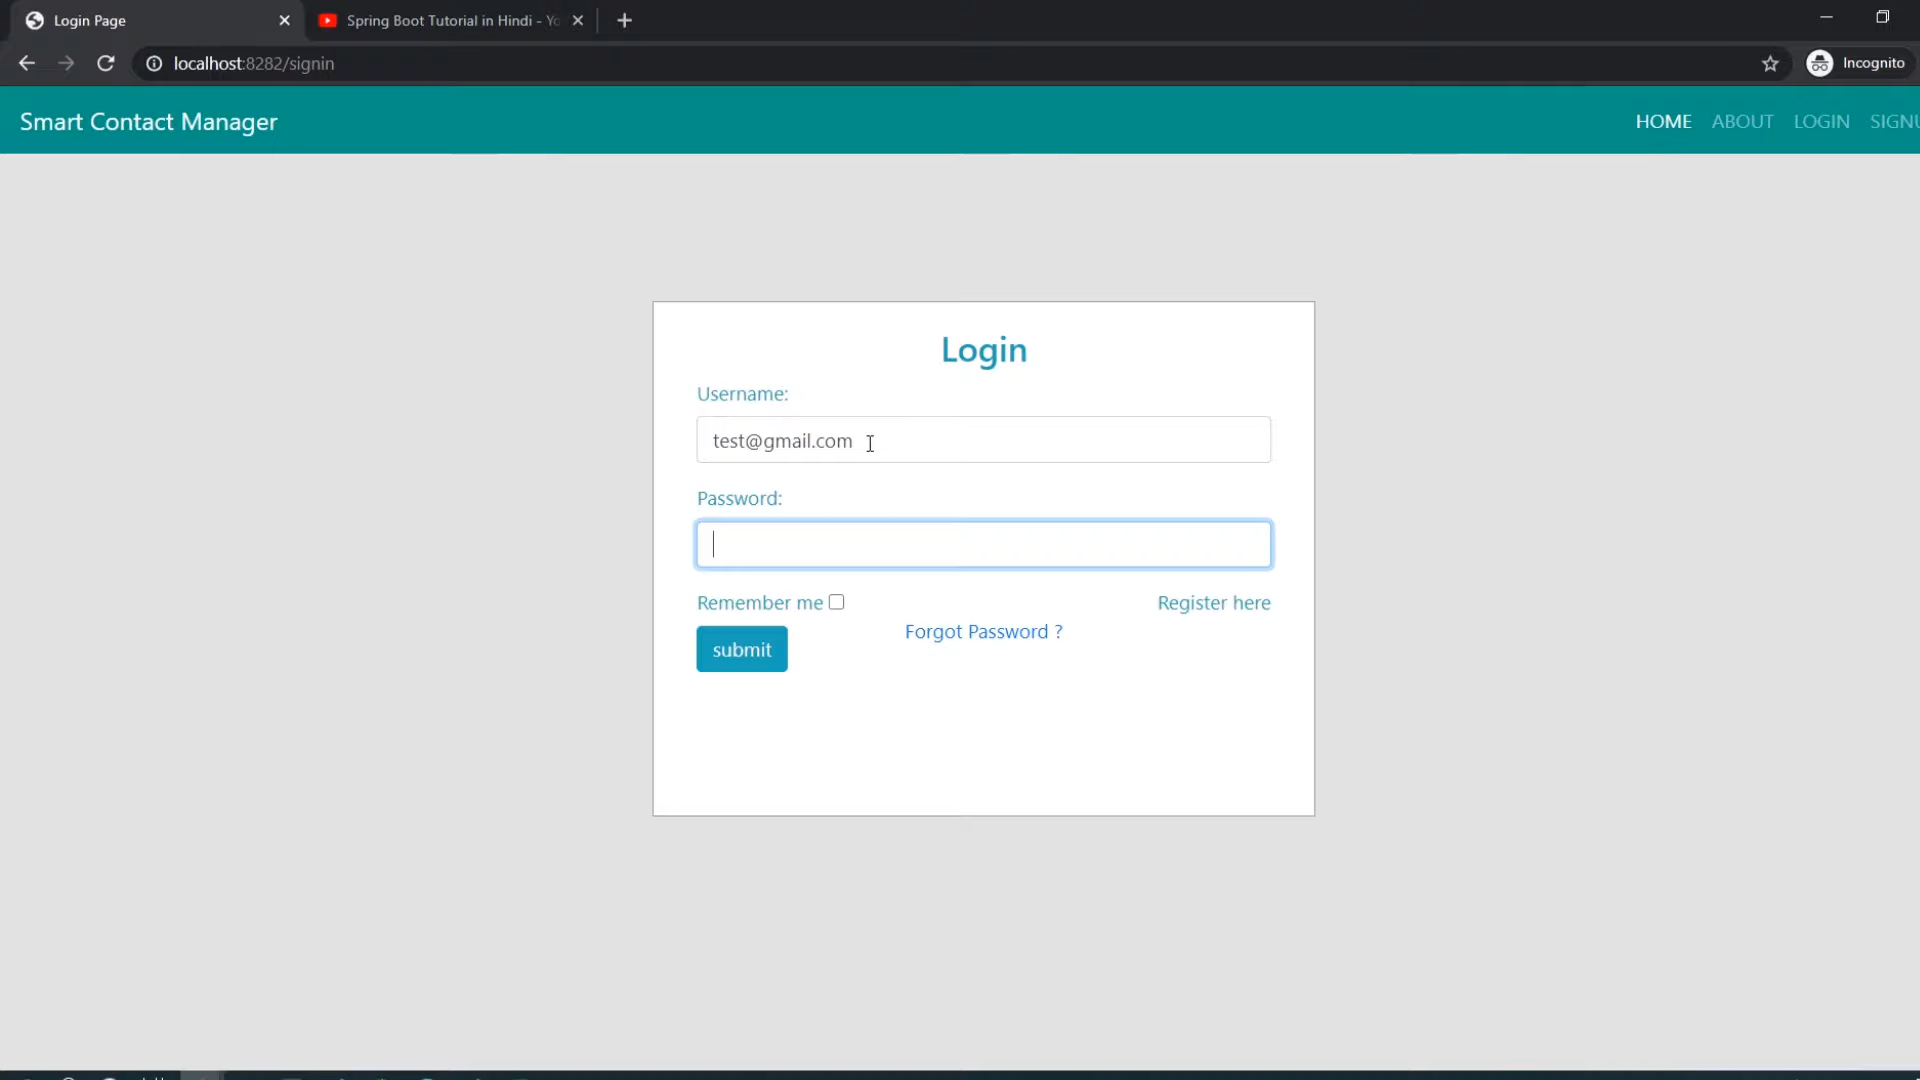 Login Page
Spring Boot Tutorial in Hindi - Yo
localhost:8282/signin
Incognito
Smart Contact Manager
HOME ABOUT LOGIN SIGNU
Login
Username:
test@gmail.com
Password:
Remember me
Register here
Forgot Password ?
submit